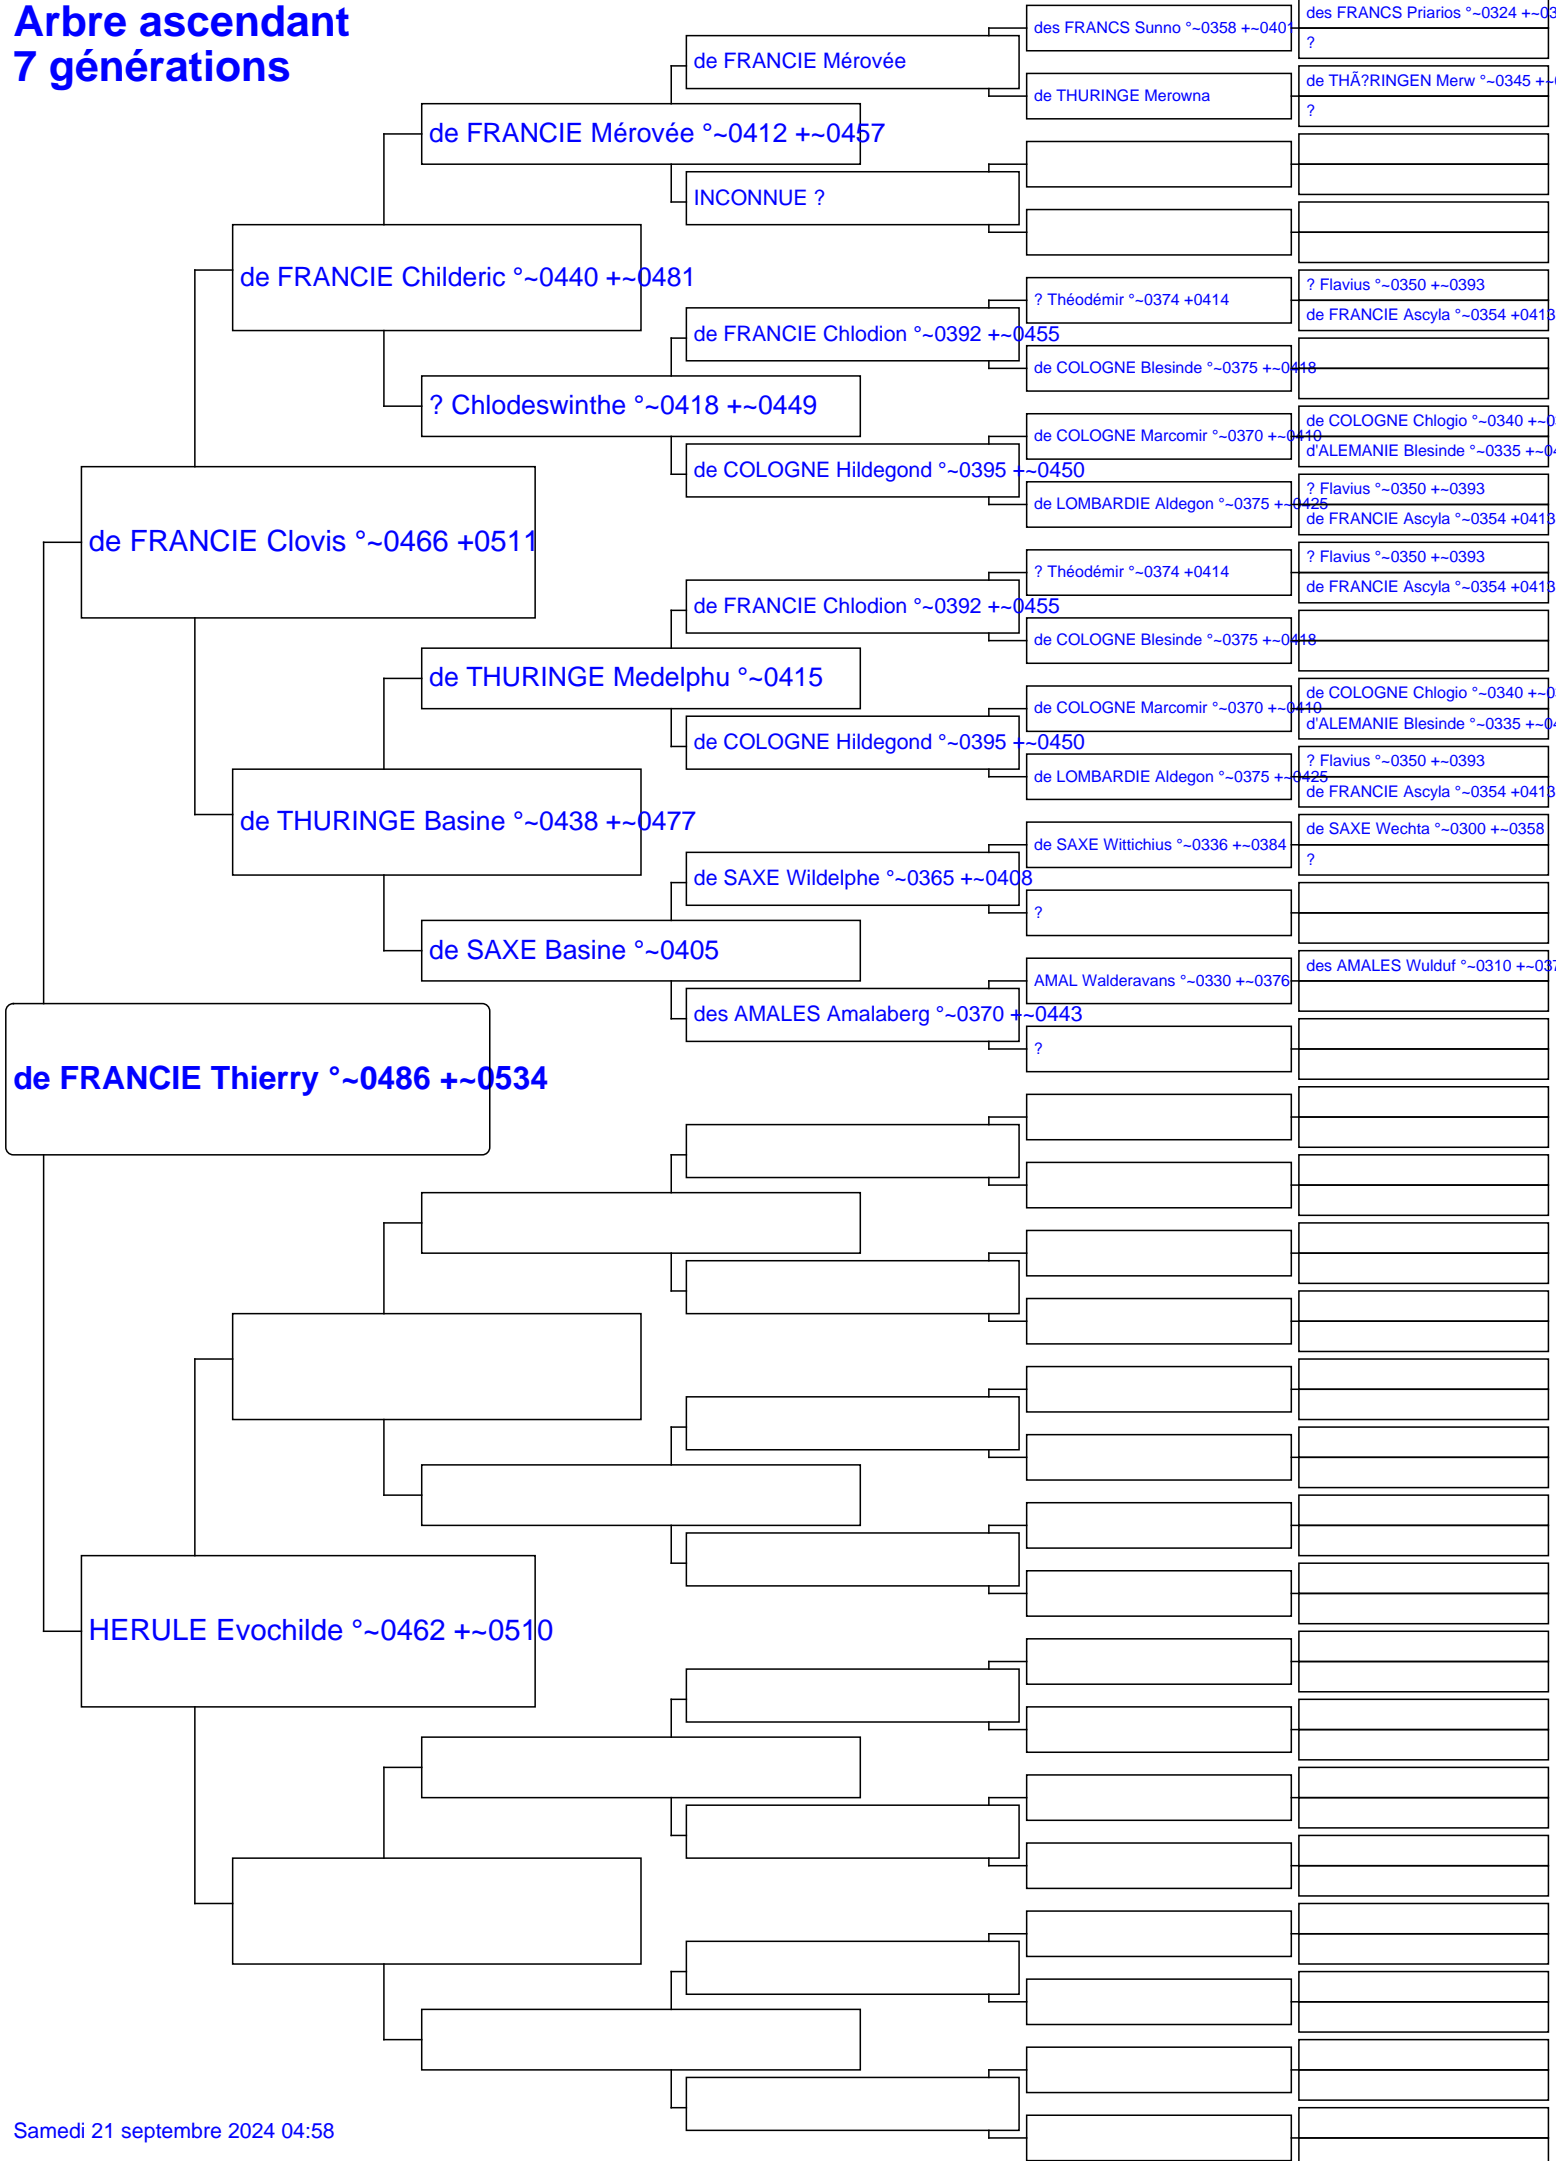 Arbre ascendant
7 générations
de FRANCIE Thierry °~0486 +~0534
de FRANCIE Clovis °~0466 +0511
HERULE Evochilde °~0462 +~0510
de FRANCIE Childeric °~0440 +~0481
de THURINGE Basine °~0438 +~0477
de FRANCIE Mérovée °~0412 +~0457
? Chlodeswinthe °~0418 +~0449
de THURINGE Medelphu °~0415
de SAXE Basine °~0405
de FRANCIE Mérovée
INCONNUE ?
de FRANCIE Chlodion °~0392 +~0455
de COLOGNE Hildegond °~0395 +~0450
de FRANCIE Chlodion °~0392 +~0455
de COLOGNE Hildegond °~0395 +~0450
de SAXE Wildelphe °~0365 +~0408
des AMALES Amalaberg °~0370 +~0443
des FRANCS Sunno °~0358 +~0401
de THURINGE Merowna
? Théodémir °~0374 +0414
de COLOGNE Blesinde °~0375 +~0418
de COLOGNE Marcomir °~0370 +~0410
de LOMBARDIE Aldegon °~0375 +~0425
? Théodémir °~0374 +0414
de COLOGNE Blesinde °~0375 +~0418
de COLOGNE Marcomir °~0370 +~0410
de LOMBARDIE Aldegon °~0375 +~0425
de SAXE Wittichius °~0336 +~0384
?
AMAL Walderavans °~0330 +~0376
?
des FRANCS Priarios °~0324 +~03
?
de THÃ?RINGEN Merw °~0345 +~
?
? Flavius °~0350 +~0393
de FRANCIE Ascyla °~0354 +0413
de COLOGNE Chlogio °~0340 +~0
d'ALEMANIE Blesinde °~0335 +~04
? Flavius °~0350 +~0393
de FRANCIE Ascyla °~0354 +0413
? Flavius °~0350 +~0393
de FRANCIE Ascyla °~0354 +0413
de COLOGNE Chlogio °~0340 +~0
d'ALEMANIE Blesinde °~0335 +~04
? Flavius °~0350 +~0393
de FRANCIE Ascyla °~0354 +0413
de SAXE Wechta °~0300 +~0358
?
des AMALES Wulduf °~0310 +~037
Samedi 21 septembre 2024 04:58